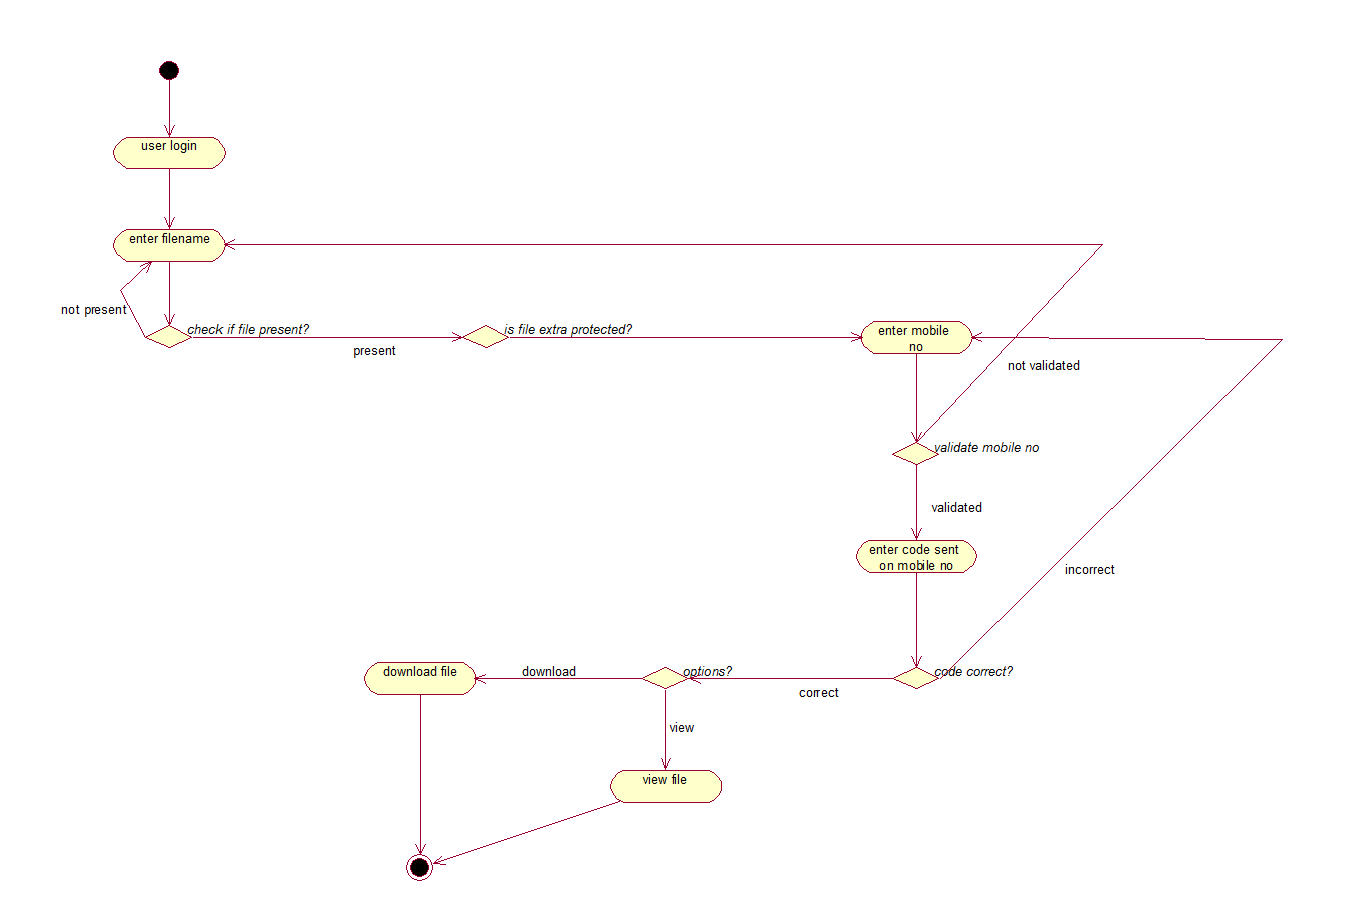 user login
enter filename
not present
check if file present?
present
is file extra protected?
enter mobile
no
not validated
validate mobile no
validated
enter code sent
on mobile no
incorrect
code correct?
correct
options?
download
download file
view
view file